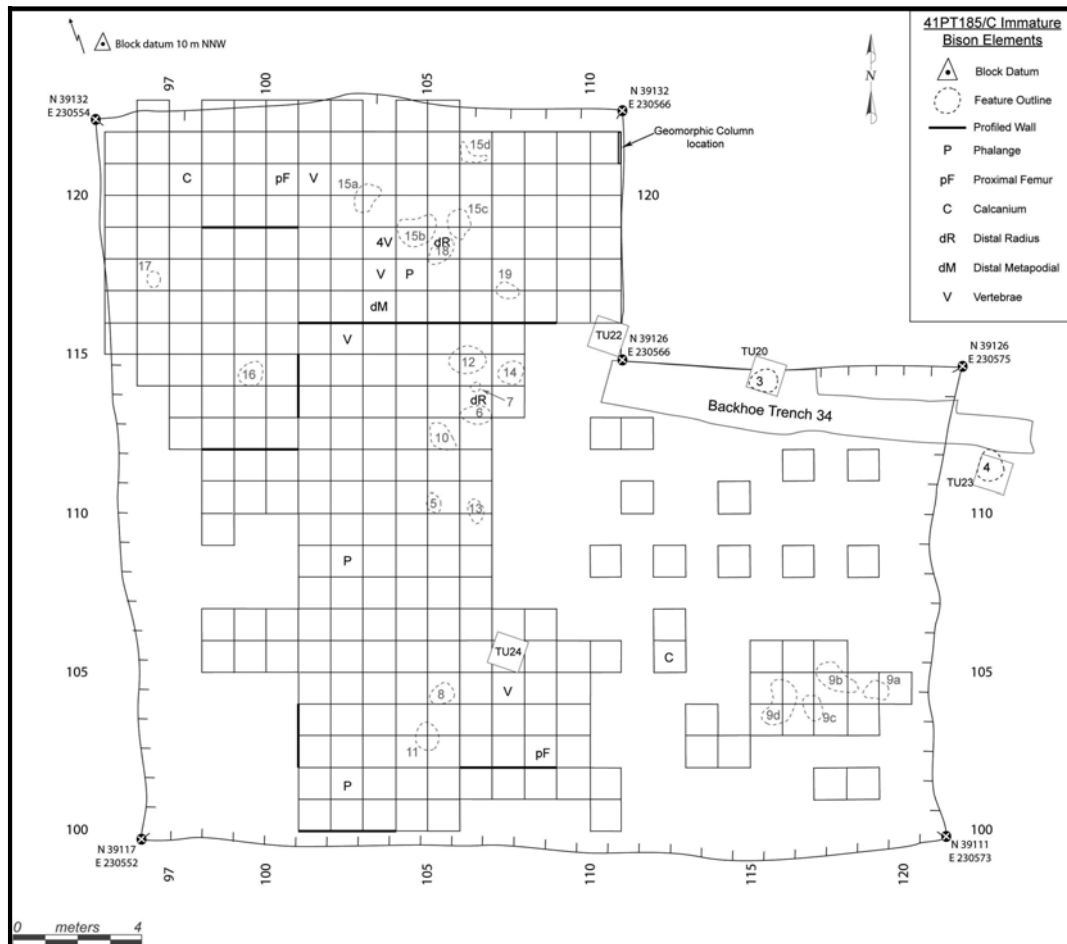 41PT185/C Immature
Bison Elements
Block Datum
Feature Outline
Profiled Wall
P Phalange
pF Proximal Femur
C Calcanium
dR Distal Radius
dM Distal Metapodial
V Vertebrae
Block datum 10 m NNW
N
97 100 105 110
N 39132
E 230554
N 39132
E 230566
Geomorphic Column
location
15d
C pF V
120 15a 120
15c
15b
4V dR
18
17 V P 19
dM
TU22
115 V
N 39126
E 230566
TU20
N 39126
E 230575
12
16 14 3
7
dR
6
Backhoe Trench 34
10
4
TU23
5 13
110 110
P
TU24
105 C 105
8 V 9b 9a
9d 9c
11 pF
P
100 100
N 39117
E 230552
N 39111
E 230573
97 100 105 110 115 120
0 meters 4